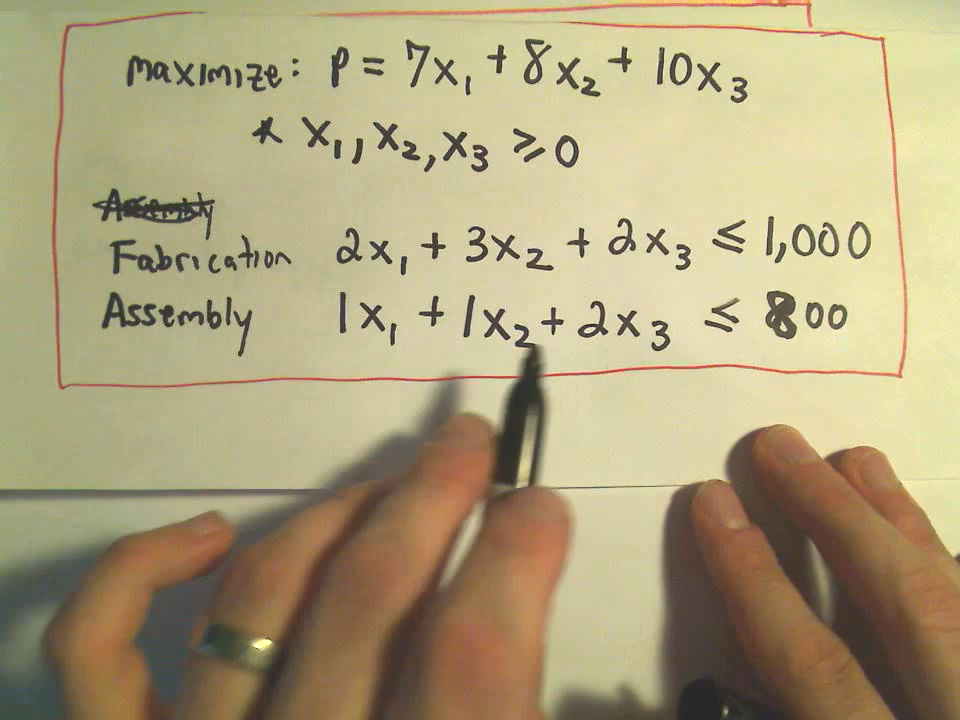 maximize: P = 7x₁ + 8x₂ + 10x₃
* x₁, x₂, x₃ ≥ 0
Assembly
Fabrication 2x₁ + 3x₂ + 2x₃ ≤ 1,000
Assembly 1x₁ + 1x₂ + 2x₃ ≤ 800